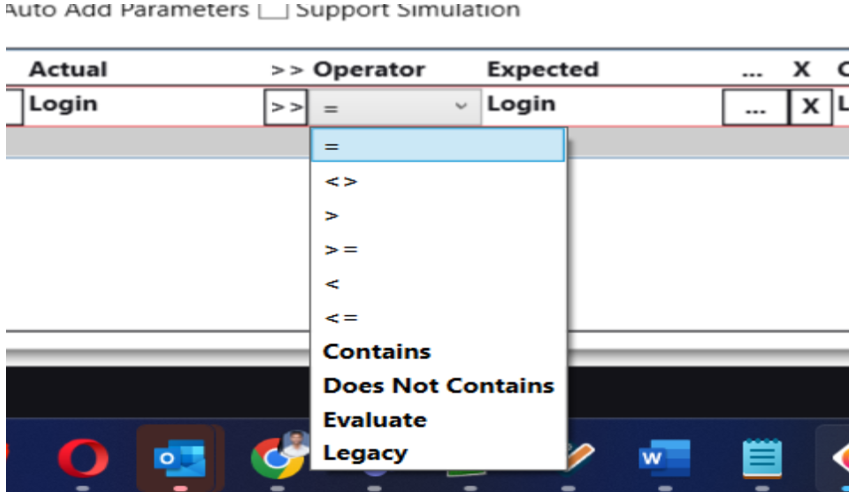 Auto Add Parameters Support Simulation
Actual >> Operator Expected ... X
Login >> = Login ... X
=
<>
>
>=
<
<=
Contains
Does Not Contains
Evaluate
Legacy
O W